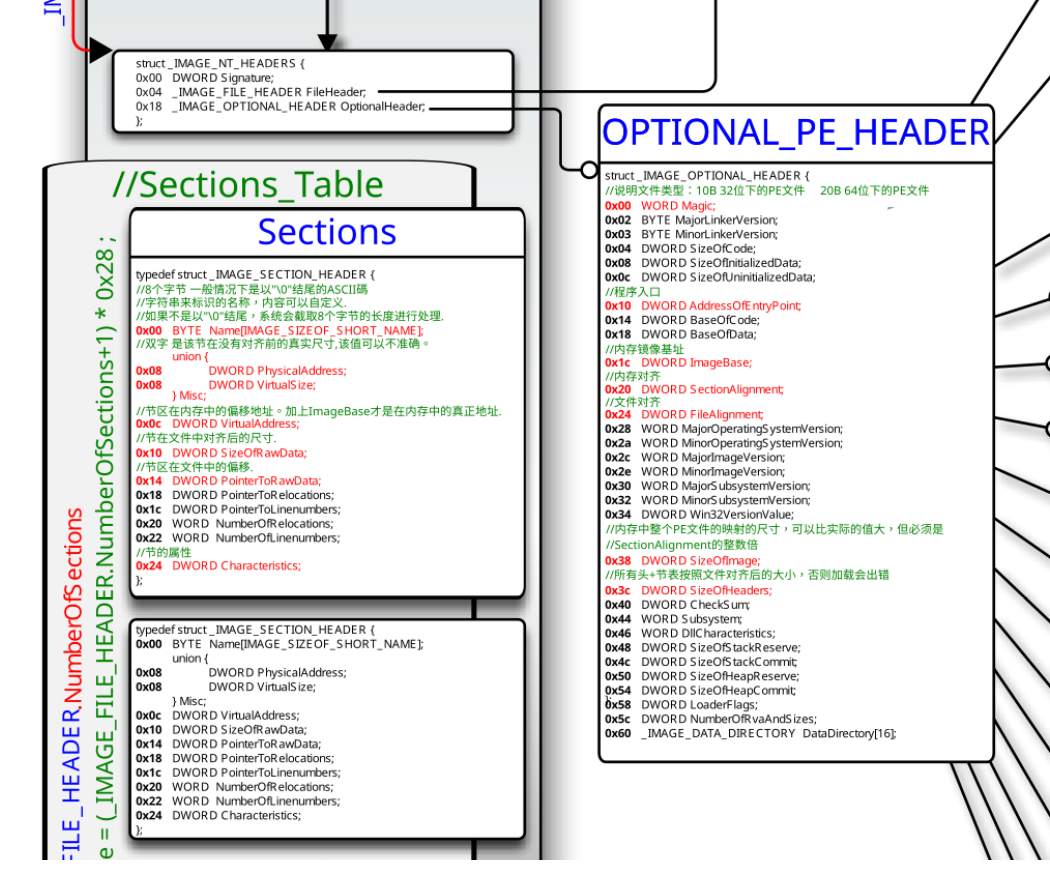 struct _IMAGE_NT_HEADERS {
0x00 DWORD Signature;
0x04 _IMAGE_FILE_HEADER FileHeader;
0x18 _IMAGE_OPTIONAL_HEADER OptionalHeader;
};
//Sections_Table
Sections
typedef struct _IMAGE_SECTION_HEADER {
//8个字节 一般情况下是以"\0"结尾的ASCII碼
//字符串来标识的名称，内容可以自定义.
//如果不是以"\0"结尾，系统会截取8个字节的长度进行处理.
0x00 BYTE Name[IMAGE_SIZEOF_SHORT_NAME];
//双字 是该节在没有对齐前的真实尺寸,该值可以不准确。
union {
0x08 DWORD PhysicalAddress;
0x08 DWORD VirtualSize;
} Misc;
//节区在内存中的偏移地址。加上ImageBase才是在内存中的真正地址.
0x0c DWORD VirtualAddress;
//节在文件中对齐后的尺寸.
0x10 DWORD SizeOfRawData;
//节区在文件中的偏移.
0x14 DWORD PointerToRawData;
0x18 DWORD PointerToRelocations;
0x1c DWORD PointerToLinenumbers;
0x20 WORD NumberOfRelocations;
0x22 WORD NumberOfLinenumbers;
//节的属性
0x24 DWORD Characteristics;
};
typedef struct _IMAGE_SECTION_HEADER {
0x00 BYTE Name[IMAGE_SIZEOF_SHORT_NAME];
union {
0x08 DWORD PhysicalAddress;
0x08 DWORD VirtualSize;
} Misc;
0x0c DWORD VirtualAddress;
0x10 DWORD SizeOfRawData;
0x14 DWORD PointerToRawData;
0x18 DWORD PointerToRelocations;
0x1c DWORD PointerToLinenumbers;
0x20 WORD NumberOfRelocations;
0x22 WORD NumberOfLinenumbers;
0x24 DWORD Characteristics;
};
FILE_HEADER.NumberOfSections
e = (_IMAGE_FILE_HEADER.NumberOfSections+1) * 0x28 ;
OPTIONAL_PE_HEADER
struct _IMAGE_OPTIONAL_HEADER {
//说明文件类型：10B 32位下的PE文件 20B 64位下的PE文件
0x00 WORD Magic;
0x02 BYTE MajorLinkerVersion;
0x03 BYTE MinorLinkerVersion;
0x04 DWORD SizeOfCode;
0x08 DWORD SizeOfInitializedData;
0x0c DWORD SizeOfUninitializedData;
//程序入口
0x10 DWORD AddressOfEntryPoint;
0x14 DWORD BaseOfCode;
0x18 DWORD BaseOfData;
//内存镜像基址
0x1c DWORD ImageBase;
//内存对齐
0x20 DWORD SectionAlignment;
//文件对齐
0x24 DWORD FileAlignment;
0x28 WORD MajorOperatingSystemVersion;
0x2a WORD MinorOperatingSystemVersion;
0x2c WORD MajorImageVersion;
0x2e WORD MinorImageVersion;
0x30 WORD MajorSubsystemVersion;
0x32 WORD MinorSubsystemVersion;
0x34 DWORD Win32VersionValue;
//内存中整个PE文件的映射的尺寸，可以比实际的值大，但必须是
//SectionAlignment的整数倍
0x38 DWORD SizeOfImage;
//所有头+节表按照文件对齐后的大小，否则加载会出错
0x3c DWORD SizeOfHeaders;
0x40 DWORD CheckSum;
0x44 WORD Subsystem;
0x46 WORD DllCharacteristics;
0x48 DWORD SizeOfStackReserve;
0x4c DWORD SizeOfStackCommit;
0x50 DWORD SizeOfHeapReserve;
0x54 DWORD SizeOfHeapCommit;
};
0x58 DWORD LoaderFlags;
0x5c DWORD NumberOfRvaAndSizes;
0x60 _IMAGE_DATA_DIRECTORY DataDirectory[16];